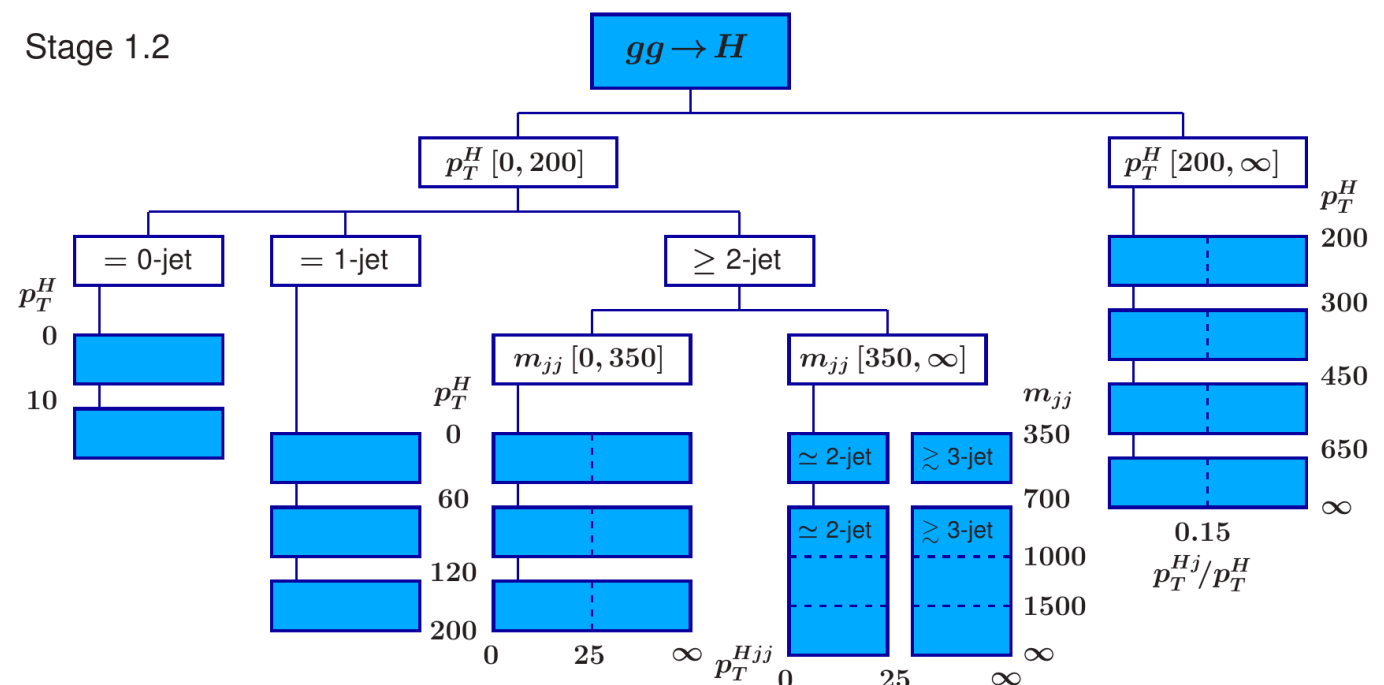 Stage 1.2
gg → H
p_T^H [0, 200]
p_T^H [200, ∞]
= 0-jet
= 1-jet
≥ 2-jet
p_T^H
0
10
m_jj [0, 350]
m_jj [350, ∞]
p_T^H
0
60
120
200
0 25 ∞
≃ 2-jet
≳ 3-jet
≃ 2-jet
≳ 3-jet
m_jj
350
700
1000
1500
∞
p_T^Hjj
0 25 ∞
p_T^H
200
300
450
650
∞
0.15
p_T^Hj/p_T^H